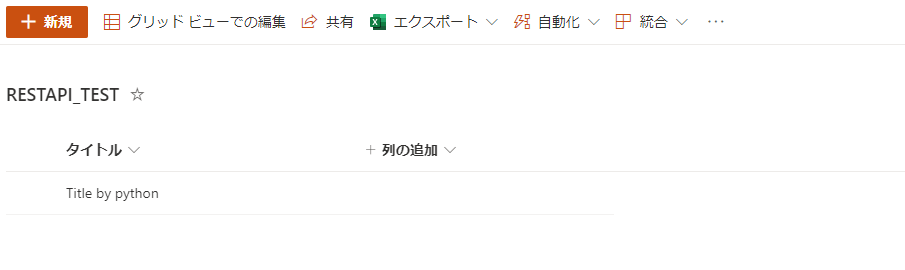 新規 グリッド ビューでの編集 共有 エクスポート 自動化 統合 ...
RESTAPI_TEST
タイトル 列の追加
Title by python